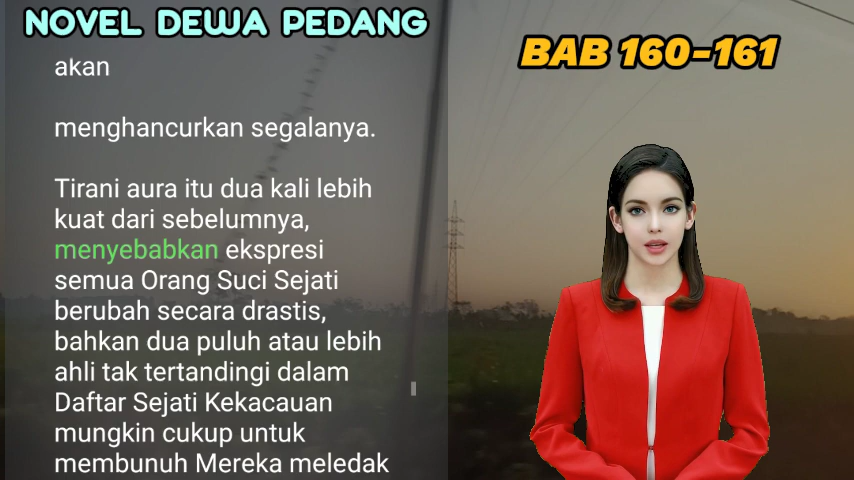 NOVEL DEWA PEDANG
BAB 160-161
akan
menghancurkan segalanya.
Tirani aura itu dua kali lebih
kuat dari sebelumnya,
menyebabkan ekspresi
semua Orang Suci Sejati
berubah secara drastis,
bahkan dua puluh atau lebih
ahli tak tertandingi dalam
Daftar Sejati Kekacauan
mungkin cukup untuk
membunuh Mereka meledak